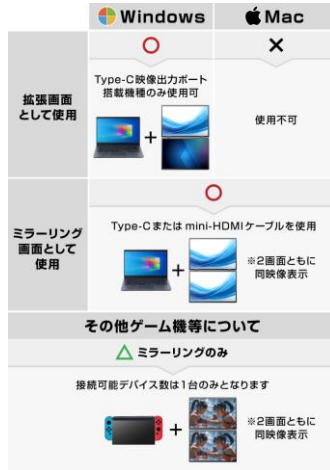 Windows
Mac
拡張画面
として使用
○
Type-C映像出力ポート
搭載機種のみ使用可
+
×
使用不可
ミラーリング
画面として
使用
○
Type-Cまたは mini-HDMIケーブルを使用
+
※2画面ともに
同映像表示
その他ゲーム機等について
△ ミラーリングのみ
接続可能デバイス数は1台のみとなります
+
※2画面ともに
同映像表示